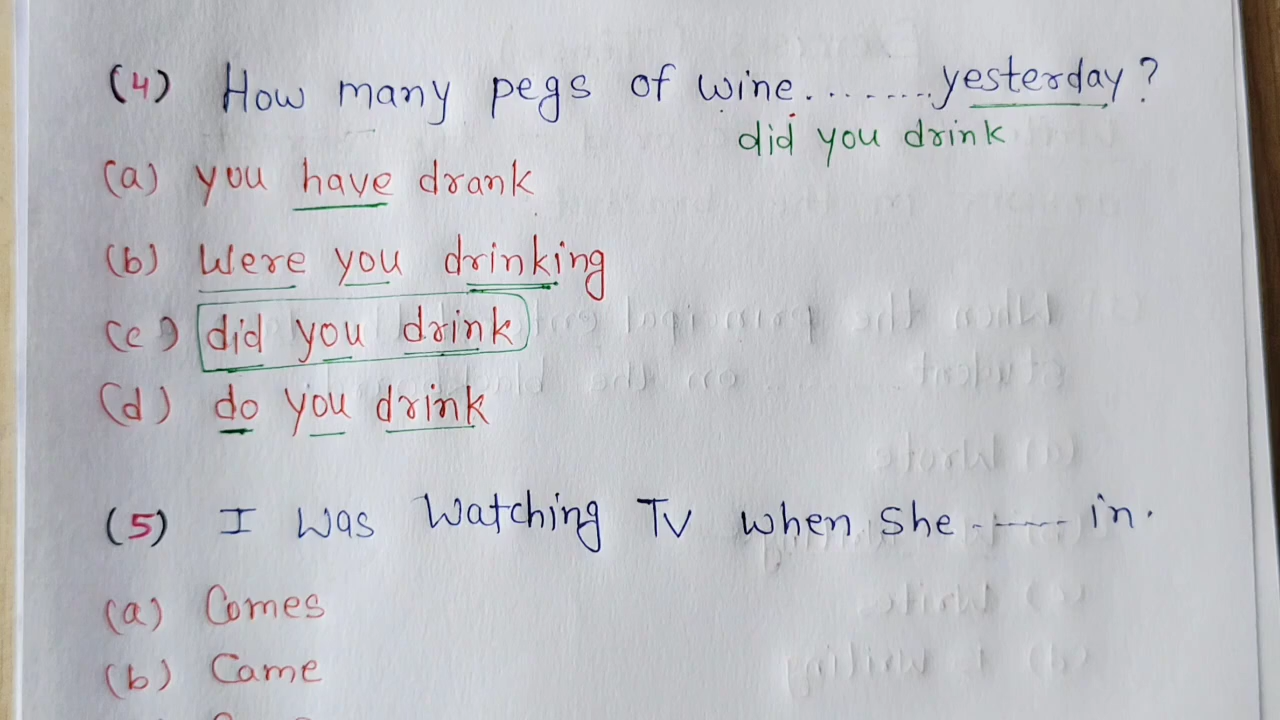 (4) How many pegs of wine.........yesterday?
did you drink
(a) you have drank
(b) Were you drinking
(c) did you drink
(d) do you drink
(5) I was watching TV when she ------ in.
(a) Comes
(b) Came